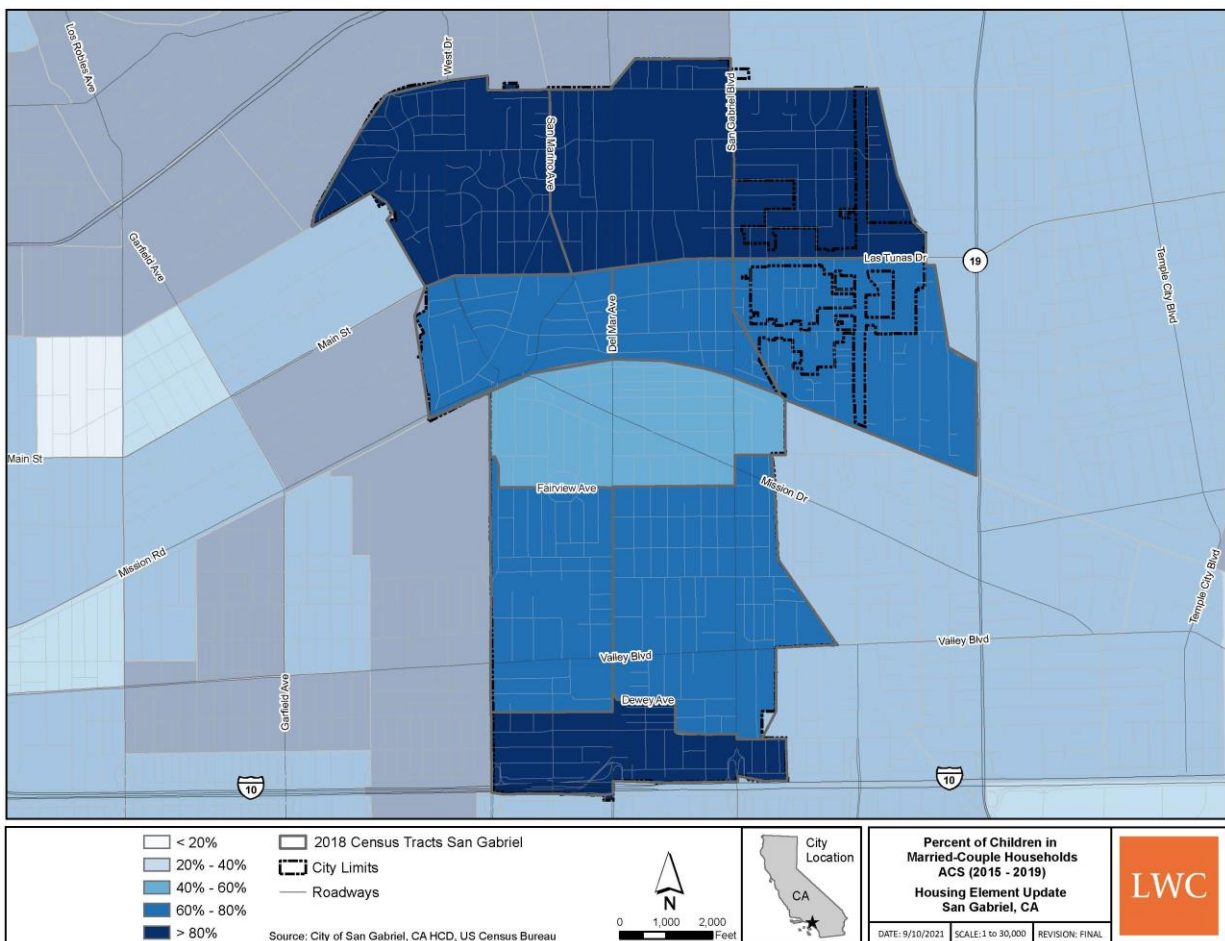 Los Robles Ave
West Dr
San Marino Ave
San Gabriel Blvd
Garfield Ave
Las Tunas Dr
19
Temple City Blvd
Main St
Del Mar Ave
Main St
Fairview Ave
Mission Dr
Mission Rd
Temple City Blvd
Valley Blvd
Valley Blvd
Dewey Ave
Garfield Ave
10
10
< 20%
20% - 40%
40% - 60%
60% - 80%
> 80%
2018 Census Tracts San Gabriel
City Limits
Roadways
Source: City of San Gabriel, CA HCD, US Census Bureau
N
0 1,000 2,000
Feet
City
Location
CA
Percent of Children in
Married-Couple Households
ACS (2015 - 2019)
Housing Element Update
San Gabriel, CA
DATE: 9/10/2021 SCALE: 1 to 30,000 REVISION: FINAL
LWC